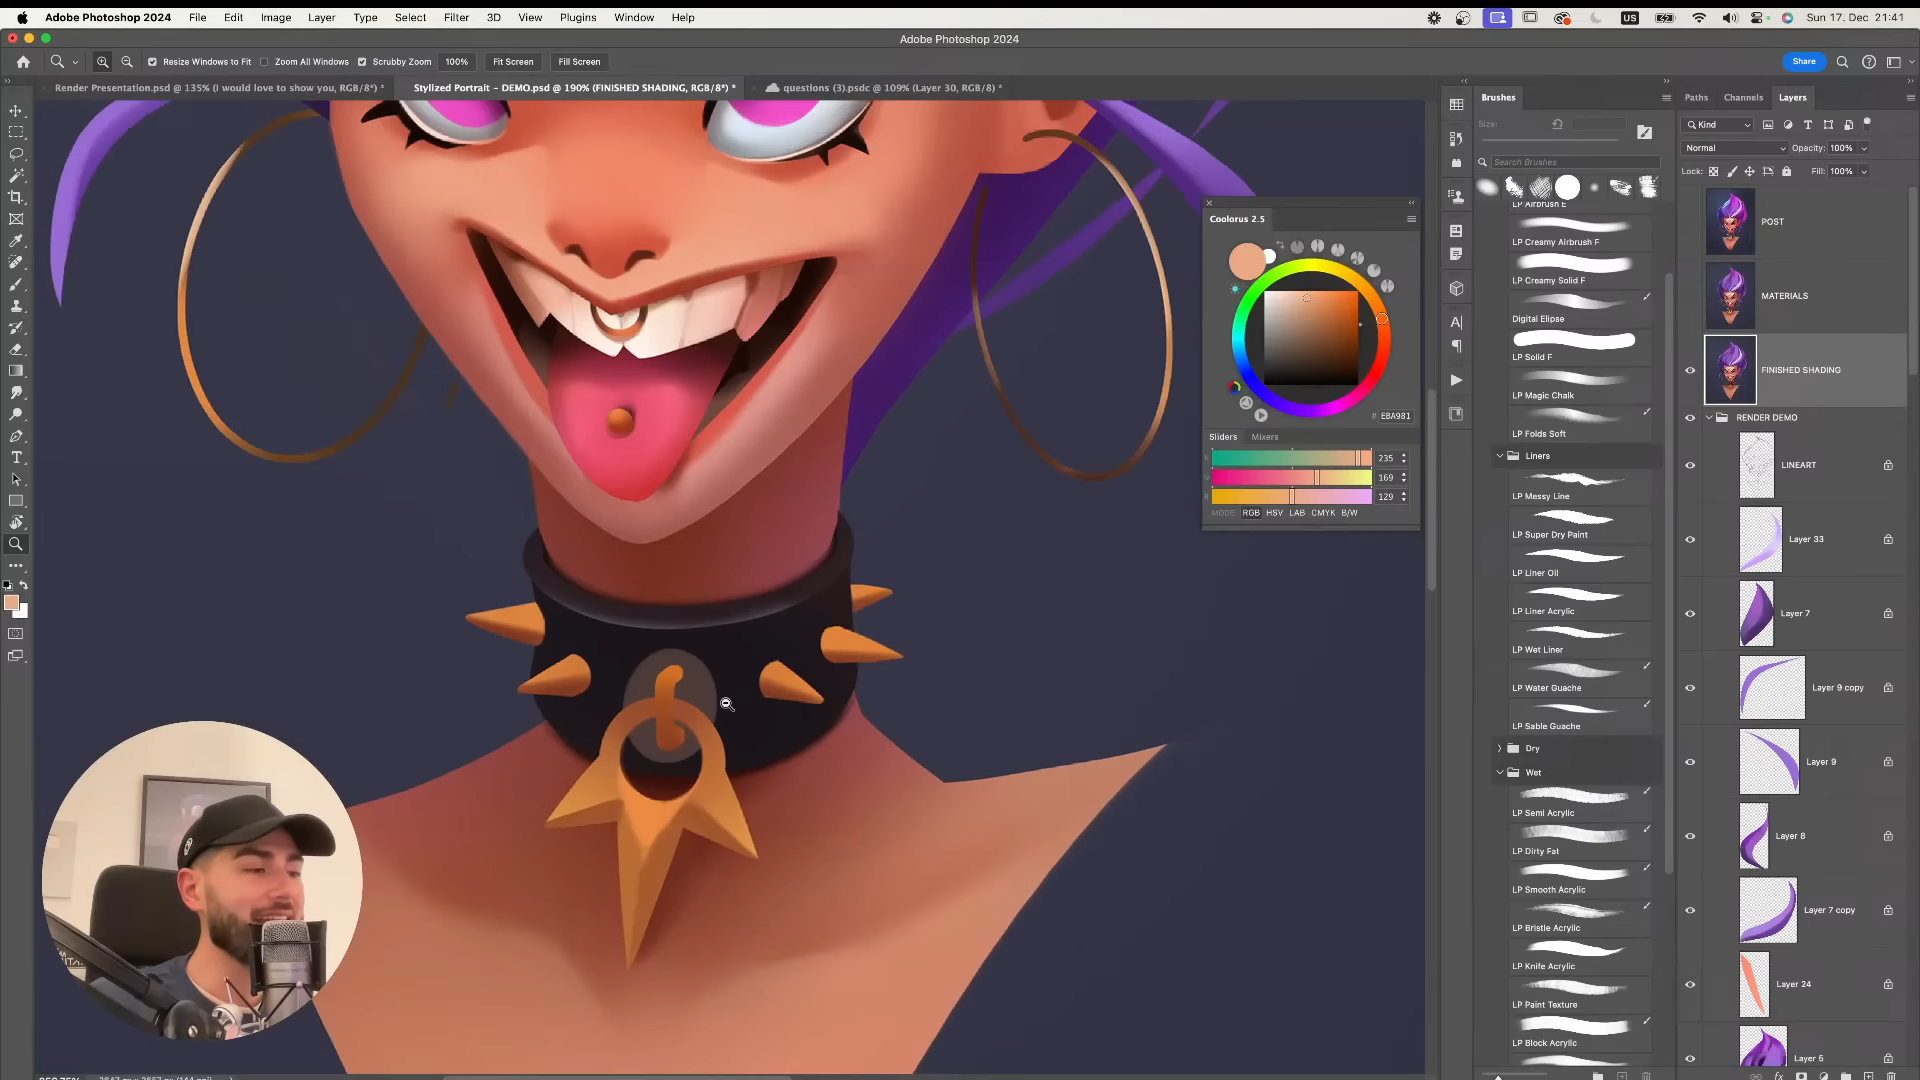 Adobe Photoshop 2024 File Edit Image Layer Type Select Filter 3D View Plugins Window Help US Sun 17. Dec 21:41
Adobe Photoshop 2024
Resize Windows to Fit Zoom All Windows Scrubby Zoom 100% Fit Screen Fill Screen Share
Render Presentation.psd @ 135% (I would love to show you, RGB/8*) * Stylized Portrait – DEMO.psd @ 190% (FINISHED SHADING, RGB/8*) * questions (3).psdc @ 109% (Layer 30, RGB/8) *
Brushes
Size:
Search Brushes
LP Airbrush E
LP Creamy Airbrush F
LP Creamy Solid F
Digital Elipse
LP Solid F
LP Magic Chalk
LP Folds Soft
Liners
LP Messy Line
LP Super Dry Paint
LP Liner Oil
LP Liner Acrylic
LP Wet Liner
LP Water Guache
LP Sable Guache
Dry
Wet
LP Semi Acrylic
LP Dirty Fat
LP Smooth Acrylic
LP Bristle Acrylic
LP Knife Acrylic
LP Paint Texture
LP Block Acrylic
Coolorus 2.5
# EBA981
Sliders Mixers
235
169
129
MODE: RGB HSV LAB CMYK B/W
Paths Channels Layers
Kind
Normal Opacity: 100%
Lock: Fill: 100%
POST
MATERIALS
FINISHED SHADING
RENDER DEMO
LINEART
Layer 33
Layer 7
Layer 9 copy
Layer 9
Layer 8
Layer 7 copy
Layer 24
Layer 5